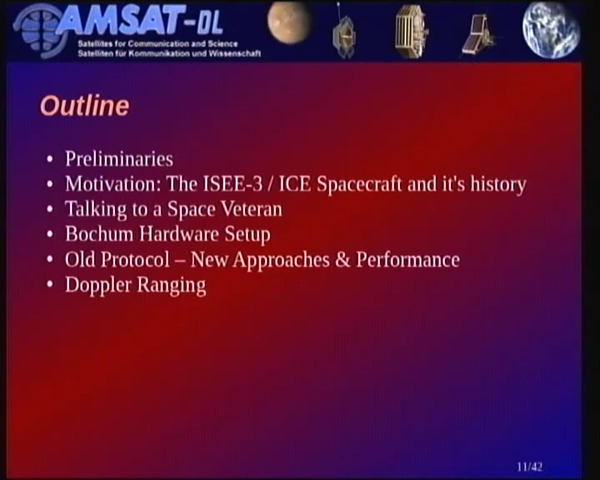 AMSAT-DL
Satellites for Communication and Science
Satelliten für Kommunikation und Wissenschaft
Outline
• Preliminaries
• Motivation: The ISEE-3 / ICE Spacecraft and it's history
• Talking to a Space Veteran
• Bochum Hardware Setup
• Old Protocol – New Approaches & Performance
• Doppler Ranging
11/42